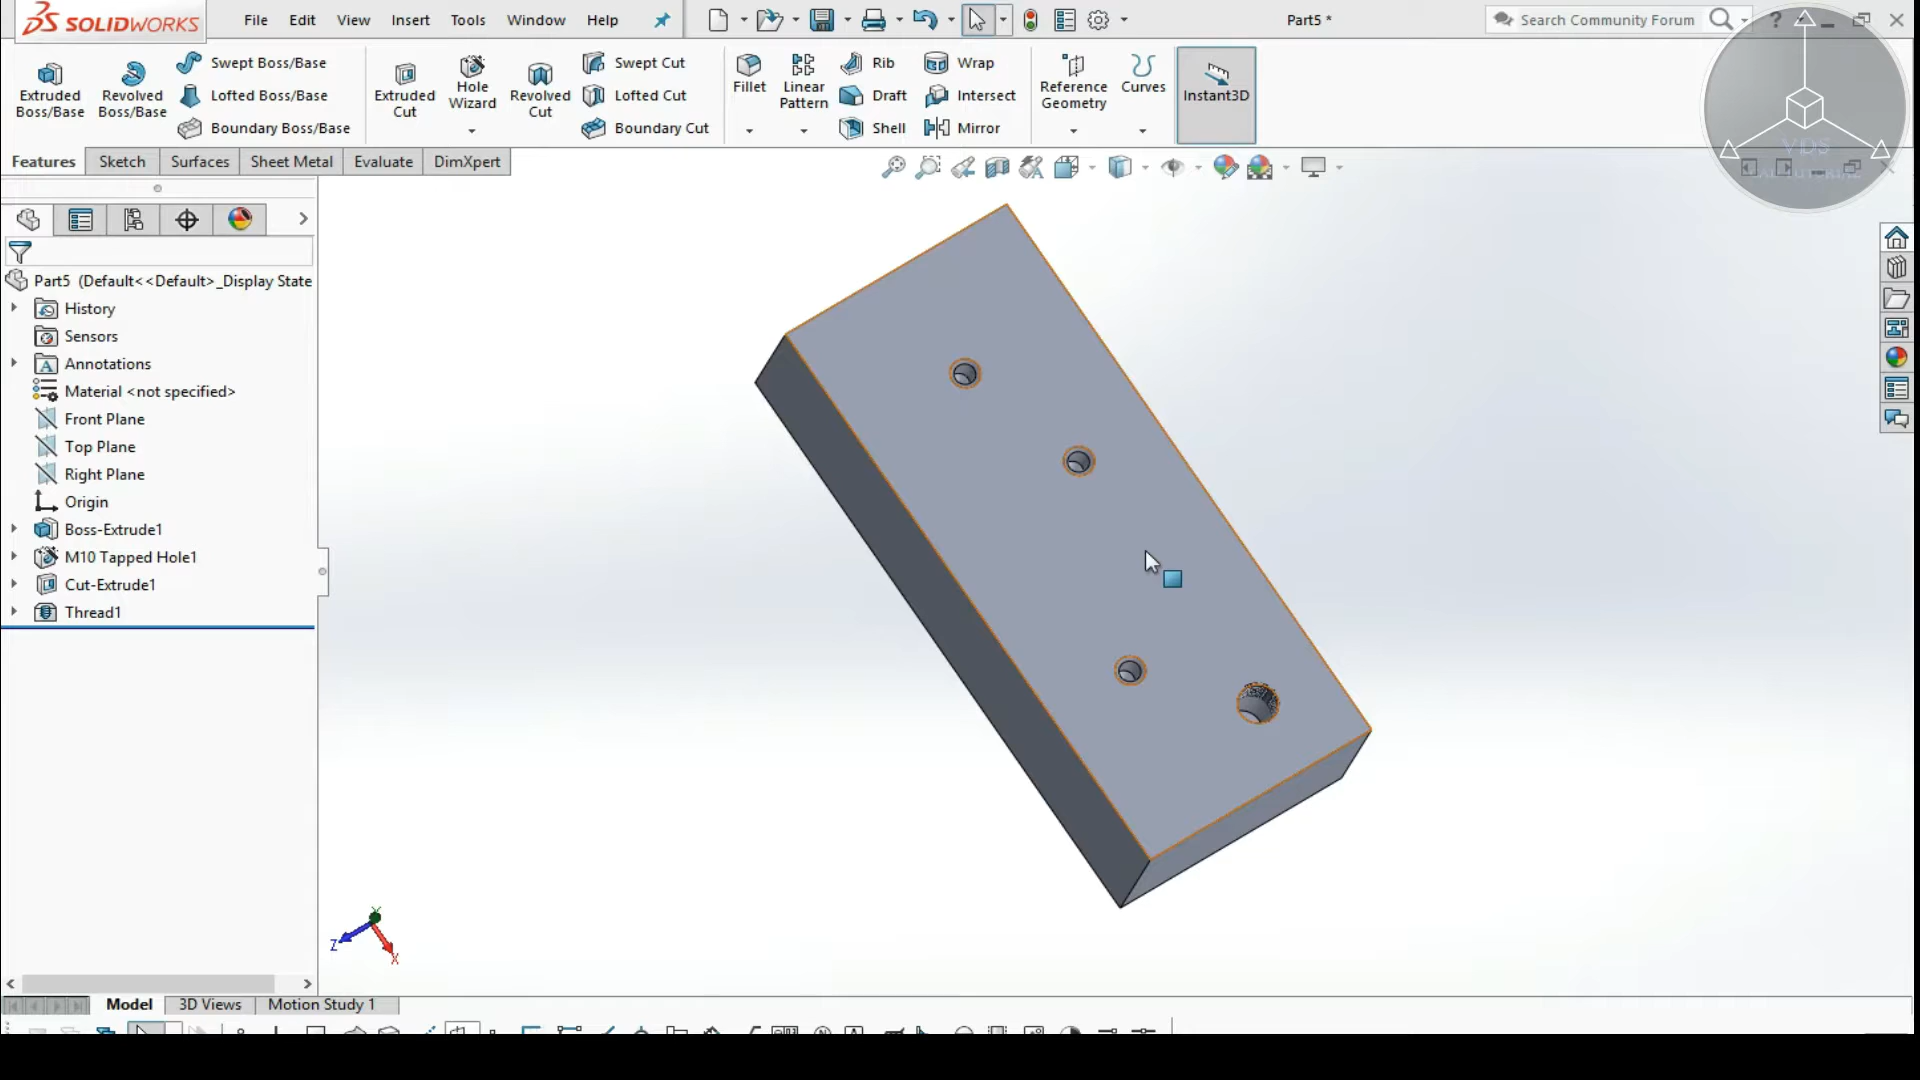 SOLIDWORKS
File Edit View Insert Tools Window Help
Part5 *
Search Community Forum
?
Extruded Boss/Base
Revolved Boss/Base
Swept Boss/Base
Lofted Boss/Base
Boundary Boss/Base
Extruded Cut
Hole Wizard
Revolved Cut
Swept Cut
Lofted Cut
Boundary Cut
Fillet
Linear Pattern
Rib
Draft
Shell
Wrap
Intersect
Mirror
Reference Geometry
Curves
Instant3D
Features Sketch Surfaces Sheet Metal Evaluate DimXpert
VDS
Part5 (Default<<Default>_Display State
History
Sensors
Annotations
Material <not specified>
Front Plane
Top Plane
Right Plane
Origin
Boss-Extrude1
M10 Tapped Hole1
Cut-Extrude1
Thread1
Y
Z
X
Model 3D Views Motion Study 1